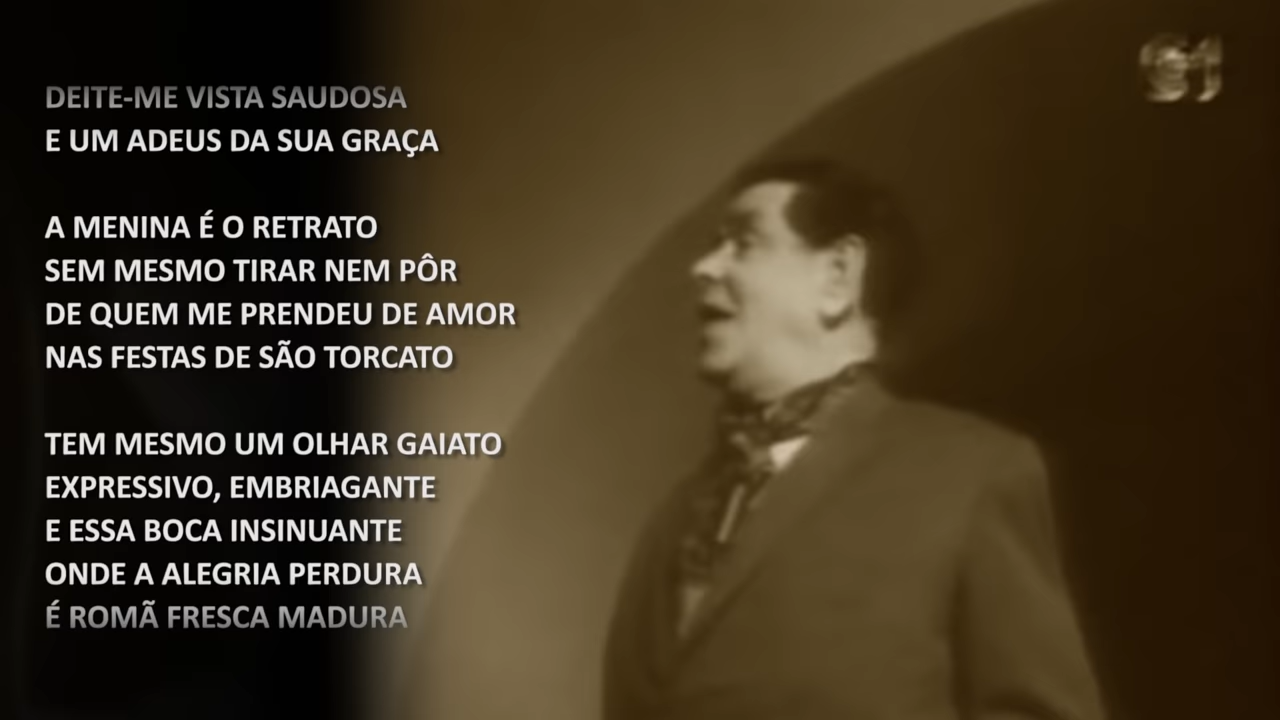 DEITE-ME VISTA SAUDOSA
E UM ADEUS DA SUA GRAÇA
A MENINA É O RETRATO
SEM MESMO TIRAR NEM PÔR
DE QUEM ME PRENDEU DE AMOR
NAS FESTAS DE SÃO TORCATO
TEM MESMO UM OLHAR GAIATO
EXPRESSIVO, EMBRIAGANTE
E ESSA BOCA INSINUANTE
ONDE A ALEGRIA PERDURA
É ROMÃ FRESCA MADURA